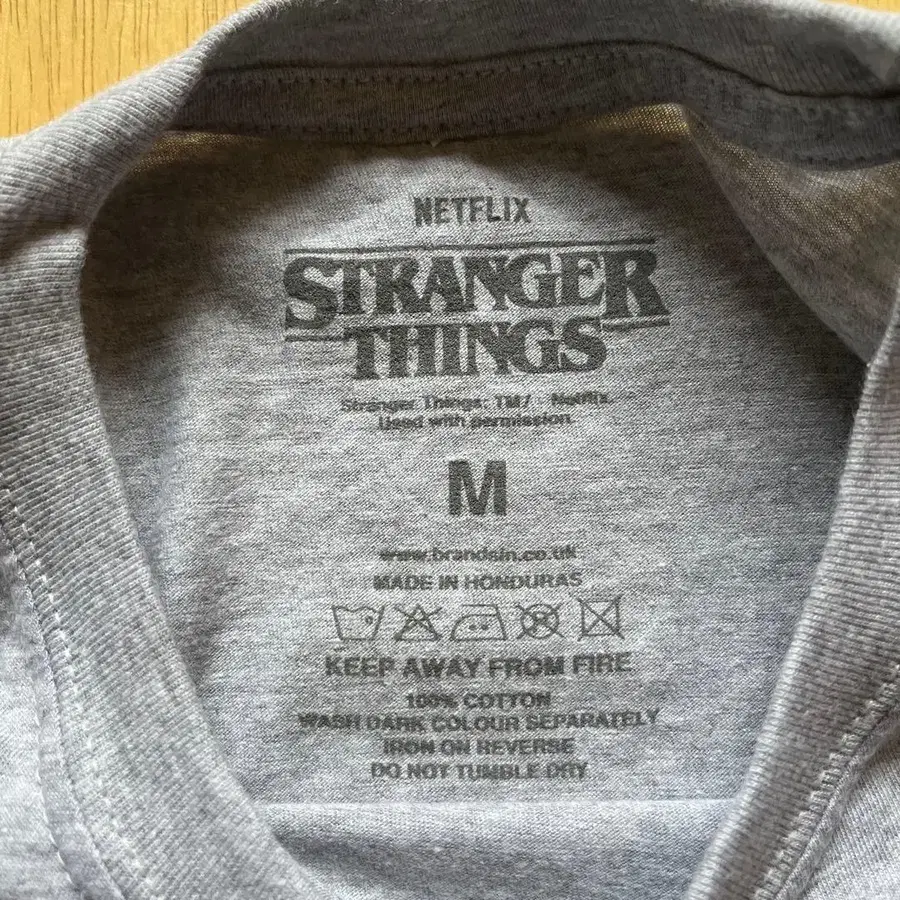 NETFLIX
STRANGER
THINGS
Stranger Things: TM/ Netflix.
Used with permission.
M
www.brandsin.co.uk
MADE IN HONDURAS
KEEP AWAY FROM FIRE
100% COTTON
WASH DARK COLOUR SEPARATELY
IRON ON REVERSE
DO NOT TUMBLE DRY